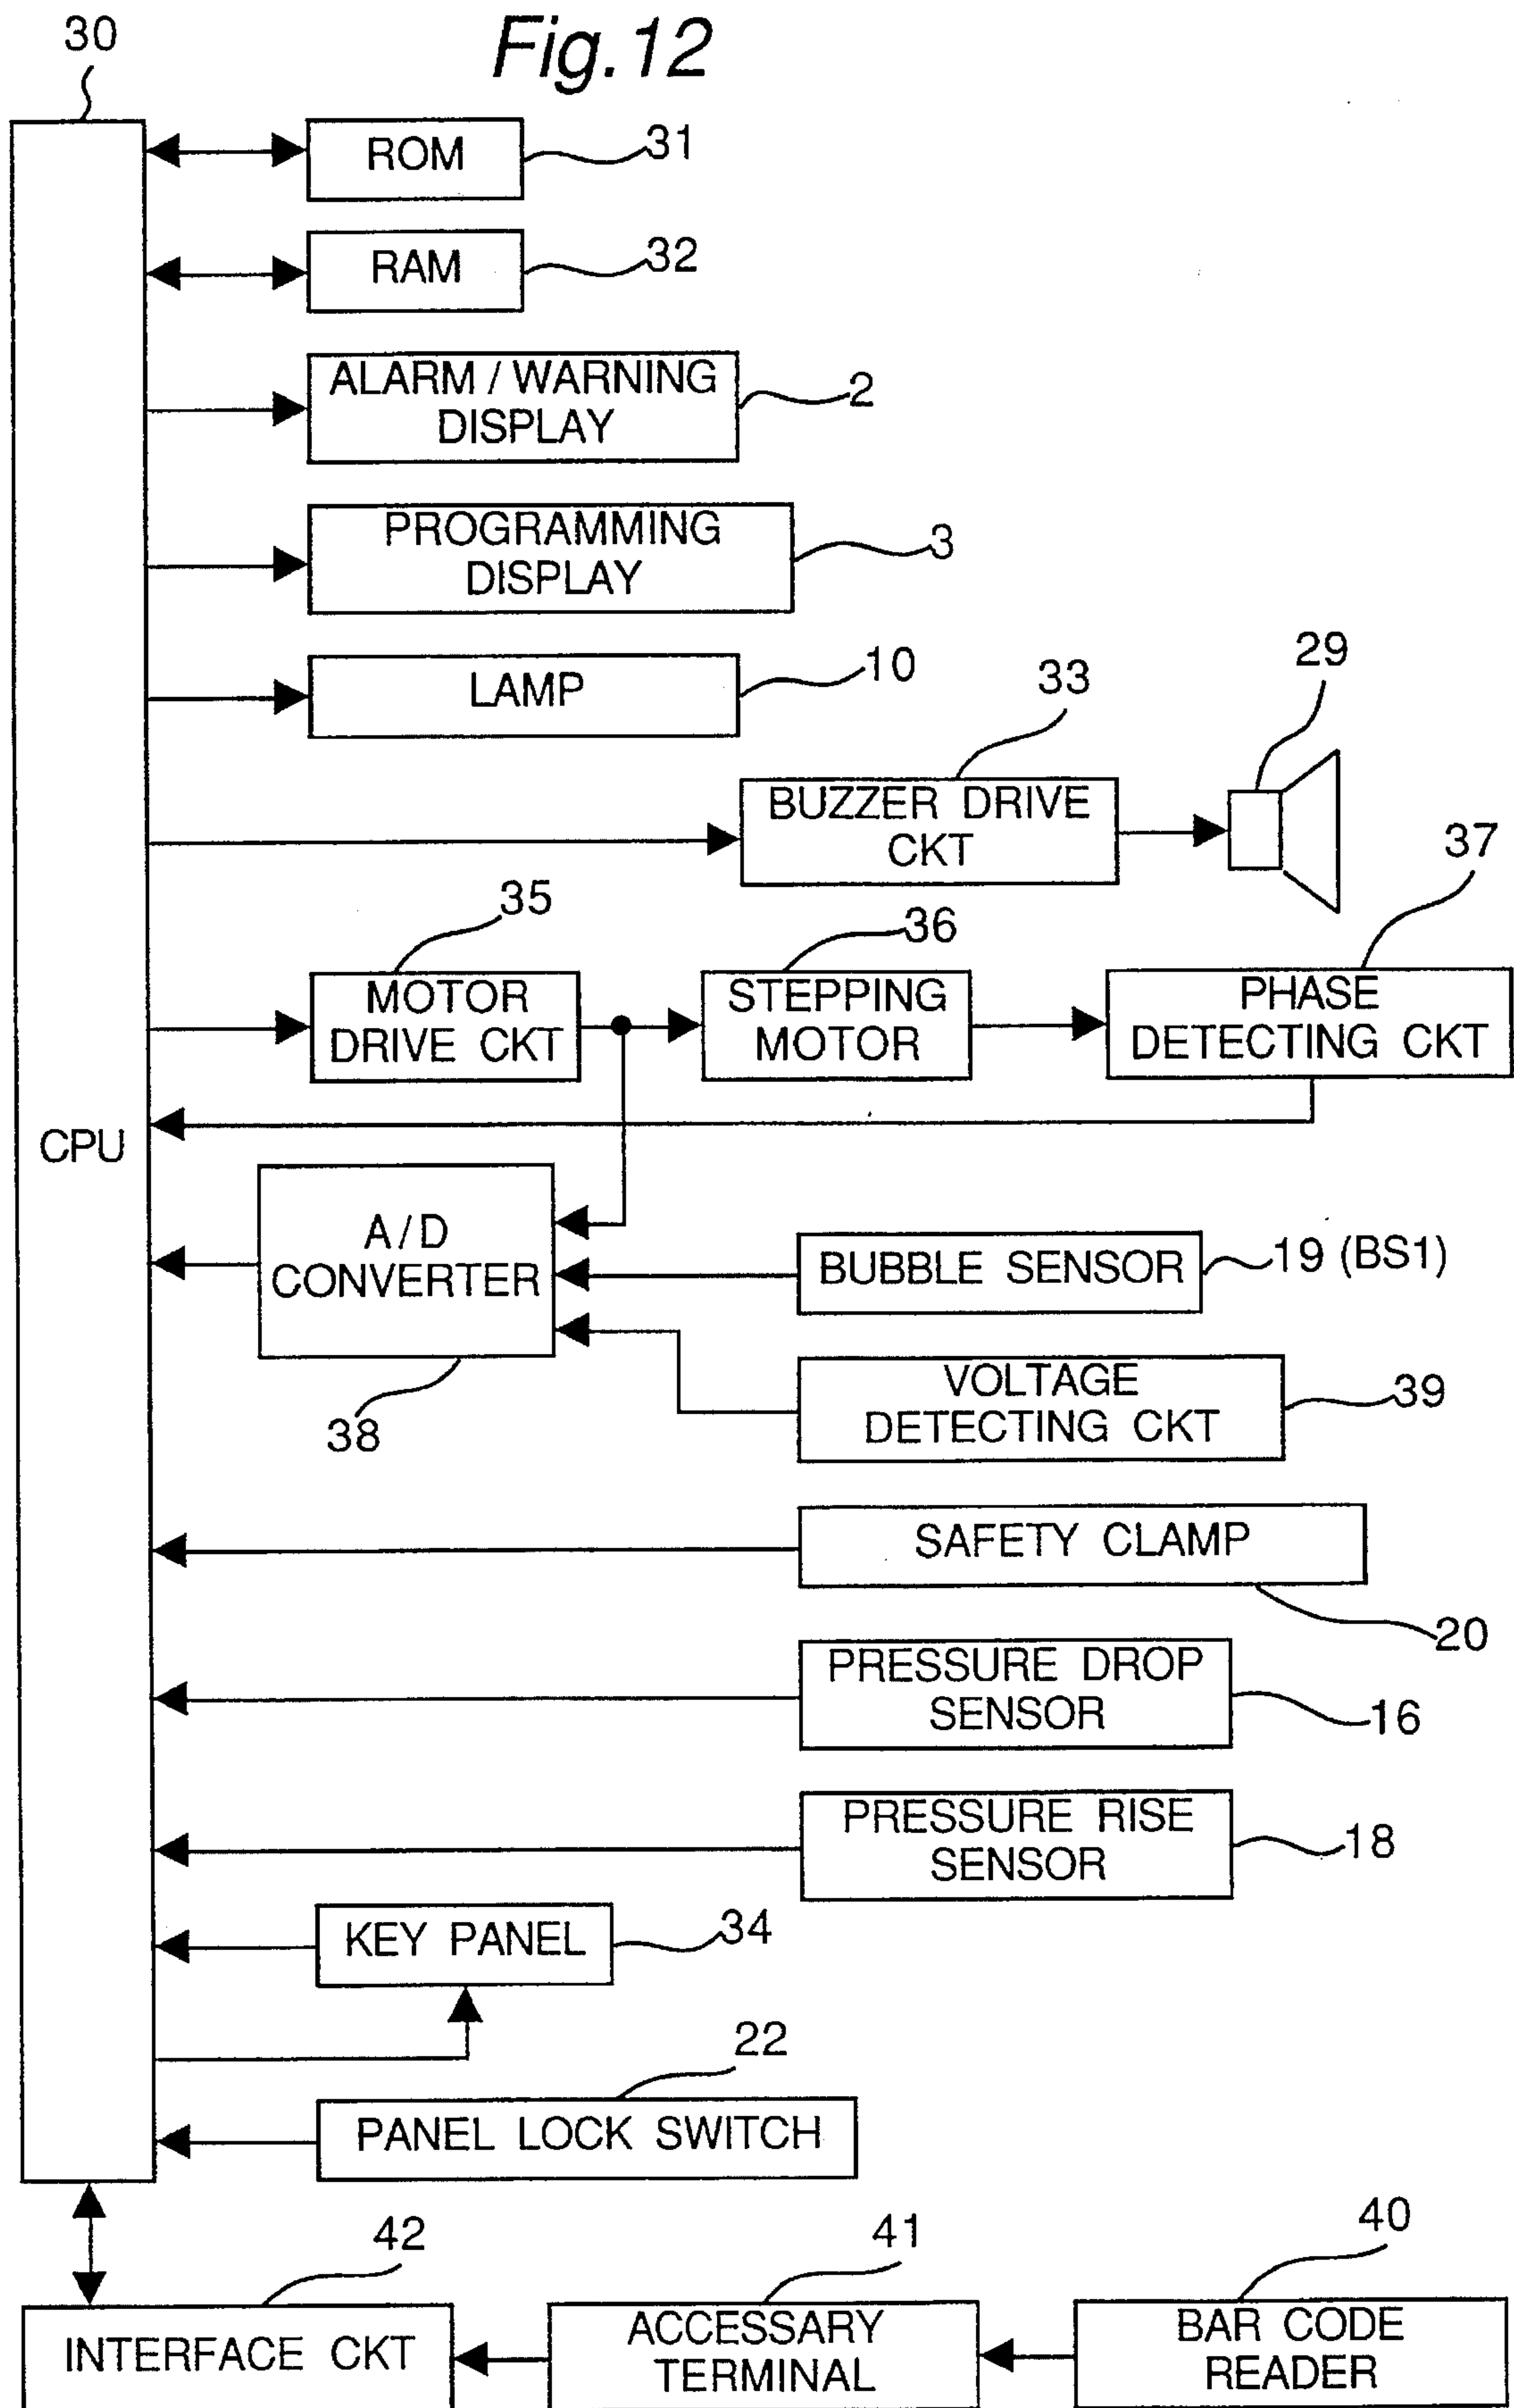 Fig.12
30
ROM
31
RAM
32
ALARM / WARNING
DISPLAY
2
PROGRAMMING
DISPLAY
3
LAMP
10
33
29
BUZZER DRIVE
CKT
37
35
36
MOTOR
DRIVE CKT
STEPPING
MOTOR
PHASE
DETECTING CKT
CPU
A/D
CONVERTER
38
BUBBLE SENSOR
19 (BS1)
VOLTAGE
DETECTING CKT
39
SAFETY CLAMP
20
PRESSURE DROP
SENSOR
16
PRESSURE RISE
SENSOR
18
KEY PANEL
34
22
PANEL LOCK SWITCH
42
41
40
INTERFACE CKT
ACCESSARY
TERMINAL
BAR CODE
READER